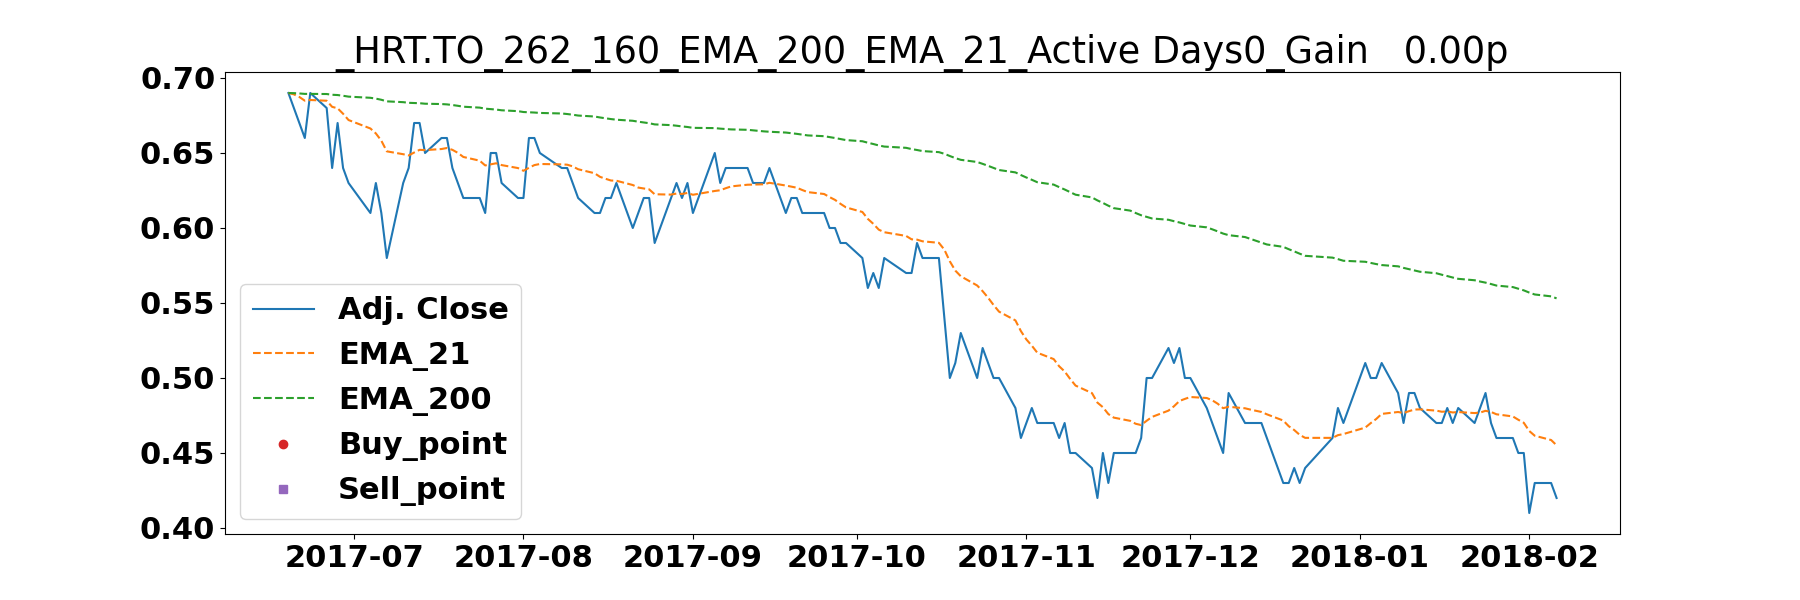 _HRT.TO_262_160_EMA_200_EMA_21_Active Days0_Gain   0.00p
0.70
0.65
0.60
0.55
0.50
0.45
0.40
Adj. Close
EMA_21
EMA_200
Buy_point
Sell_point
2017-07 2017-08 2017-09 2017-10 2017-11 2017-12 2018-01 2018-02